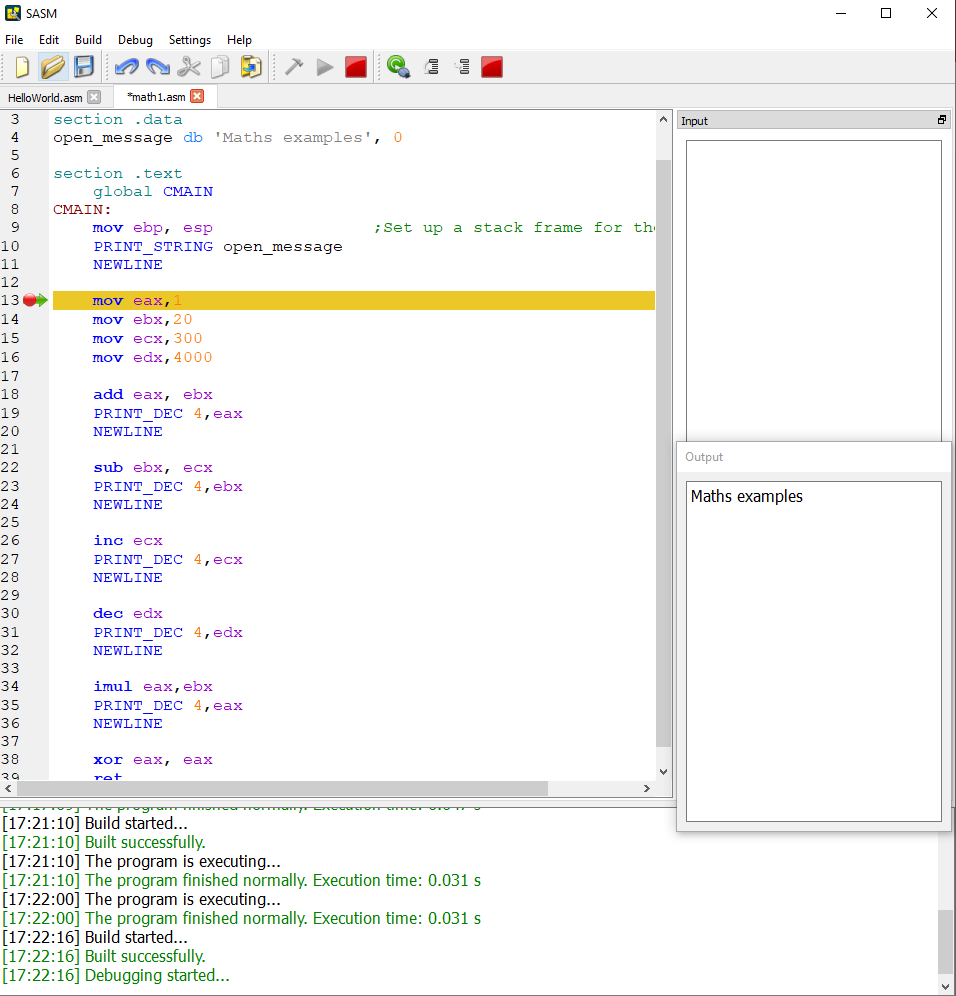 SASM
File Edit Build Debug Settings Help
HelloWorld.asm *math1.asm
3 section .data
4 open_message db 'Maths examples', 0
5
6 section .text
7 global CMAIN
8 CMAIN:
9 mov ebp, esp ;Set up a stack frame for the
10 PRINT_STRING open_message
11 NEWLINE
12
13 mov eax,1
14 mov ebx,20
15 mov ecx,300
16 mov edx,4000
17
18 add eax, ebx
19 PRINT_DEC 4,eax
20 NEWLINE
21
22 sub ebx, ecx
23 PRINT_DEC 4,ebx
24 NEWLINE
25
26 inc ecx
27 PRINT_DEC 4,ecx
28 NEWLINE
29
30 dec edx
31 PRINT_DEC 4,edx
32 NEWLINE
33
34 imul eax,ebx
35 PRINT_DEC 4,eax
36 NEWLINE
37
38 xor eax, eax
39 ret
Input
Output
Maths examples
The program finished normally. Execution time: 0.047 s
[17:21:10] Build started...
[17:21:10] Built successfully.
[17:21:10] The program is executing...
[17:21:10] The program finished normally. Execution time: 0.031 s
[17:22:00] The program is executing...
[17:22:00] The program finished normally. Execution time: 0.031 s
[17:22:16] Build started...
[17:22:16] Built successfully.
[17:22:16] Debugging started...